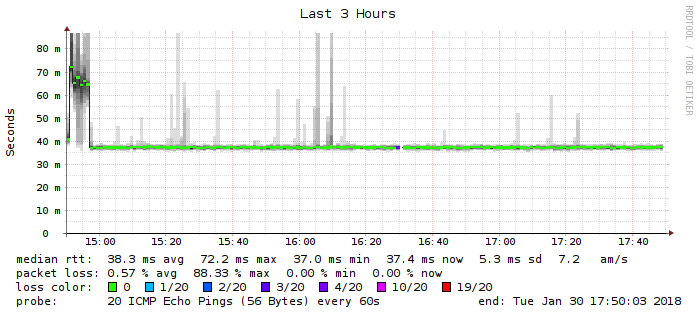 Last 3 Hours
RRDTOOL / TOBI OETIKER
Seconds
80 m
70 m
60 m
50 m
40 m
30 m
20 m
10 m
0
15:00 15:20 15:40 16:00 16:20 16:40 17:00 17:20 17:40
median rtt: 38.3 ms avg 72.2 ms max 37.0 ms min 37.4 ms now 5.3 ms sd 7.2 am/s
packet loss: 0.57 % avg 88.33 % max 0.00 % min 0.00 % now
loss color: 0 1/20 2/20 3/20 4/20 10/20 19/20
probe: 20 ICMP Echo Pings (56 Bytes) every 60s end: Tue Jan 30 17:50:03 2018